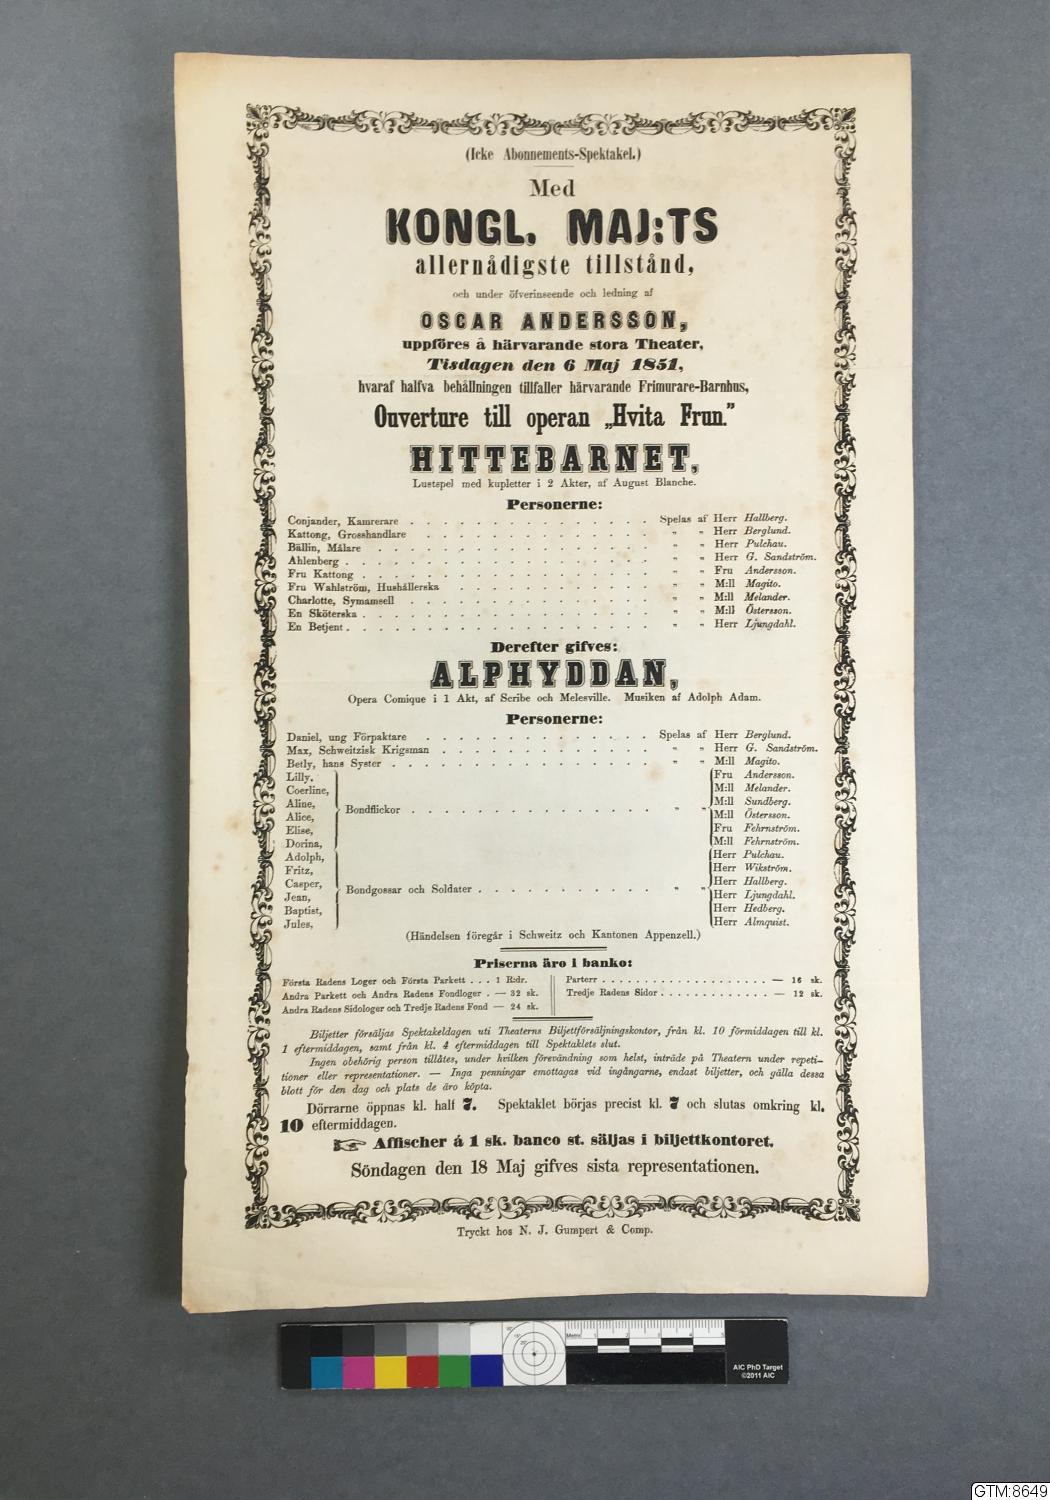 (Icke Abonnements-Spektakel.)
Med
KONGL. MAJ:TS
allernådigste tillstånd,
och under öfverinseende och ledning af
OSCAR ANDERSSON,
uppföres å härvarande stora Theater,
Tisdagen den 6 Maj 1851,
hvaraf halfva behållningen tillfaller härvarande Frimurare-Barnhus,
Ouverture till operan „Hvita Frun."
HITTEBARNET,
Lustspel med kupletter i 2 Akter, af August Blanche.
Personerne:
Conjander, Kamrerare . . . . . . . . . . . . . . . Spelas af Herr Hallberg.
Kattong, Grosshandlare . . . . . . . . . . . . . . „ „ Herr Berglund.
Bällin, Målare . . . . . . . . . . . . . . . . . „ „ Herr Pulchau.
Ahlenberg . . . . . . . . . . . . . . . . . . „ „ Herr G. Sandström.
Fru Kattong . . . . . . . . . . . . . . . . . „ „ Fru Andersson.
Fru Wahlström, Hushållerska . . . . . . . . . . . . „ „ M:ll Magito.
Charlotte, Symamsell . . . . . . . . . . . . . . . „ „ M:ll Melander.
En Sköterska . . . . . . . . . . . . . . . . . „ „ M:ll Östersson.
En Betjent . . . . . . . . . . . . . . . . . . „ „ Herr Ljungdahl.
Derefter gifves:
ALPHYDDAN,
Opera Comique i 1 Akt, af Scribe och Melesville. Musiken af Adolph Adam.
Personerne:
Daniel, ung Förpaktare . . . . . . . . . . . . . . Spelas af Herr Berglund.
Max, Schweitzisk Krigsman . . . . . . . . . . . . . „ „ Herr G. Sandström.
Betly, hans Syster . . . . . . . . . . . . . . . . „ „ M:ll Magito.
Lilly, Fru Andersson.
Coerline, M:ll Melander.
Aline, M:ll Sundberg.
Bondflickor . . . . . . . . . . . . . . . „ „
Alice, M:ll Östersson.
Elise, Fru Fehrnström.
Dorina, M:ll Fehrnström.
Adolph, Herr Pulchau.
Fritz, Herr Wikström.
Casper, Herr Hallberg.
Bondgossar och Soldater . . . . . . . . . . . . „ „
Jean, Herr Ljungdahl.
Baptist, Herr Hedberg.
Jules, Herr Almquist.
(Händelsen föregår i Schweitz och Kantonen Appenzell.)
Priserna äro i banko:
Första Radens Loger och Första Parkett . . . 1 R:dr.
Andra Parkett och Andra Radens Fondloger . — 32 sk.
Andra Radens Sidologer och Tredje Radens Fond — 24 sk.
Parterr . . . . . . . . . . . . . . . . . . . . — 16 sk.
Tredje Radens Sidor . . . . . . . . . . . . . — 12 sk.
Biljetter försäljas Spektakeldagen uti Theaterns Biljettförsäljningskontor, från kl. 10 förmiddagen till kl.
1 eftermiddagen, samt från kl. 4 eftermiddagen till Spektaklets slut.
Ingen obehörig person tillåtes, under hvilken förevändning som helst, inträde på Theatern under repeti-
tioner eller representationer. — Inga penningar emottagas vid ingångarne, endast biljetter, och gälla dessa
blott för den dag och plats de äro köpta.
Dörrarne öppnas kl. half 7. Spektaklet börjas precist kl. 7 och slutas omkring kl.
10 eftermiddagen.
Affischer á 1 sk. banco st. säljas i biljettkontoret.
Söndagen den 18 Maj gifves sista representationen.
Tryckt hos N. J. Gumpert & Comp.
Metric 1 2 3 4 5
AIC PhD Target
©2011 AIC
GTM:8649